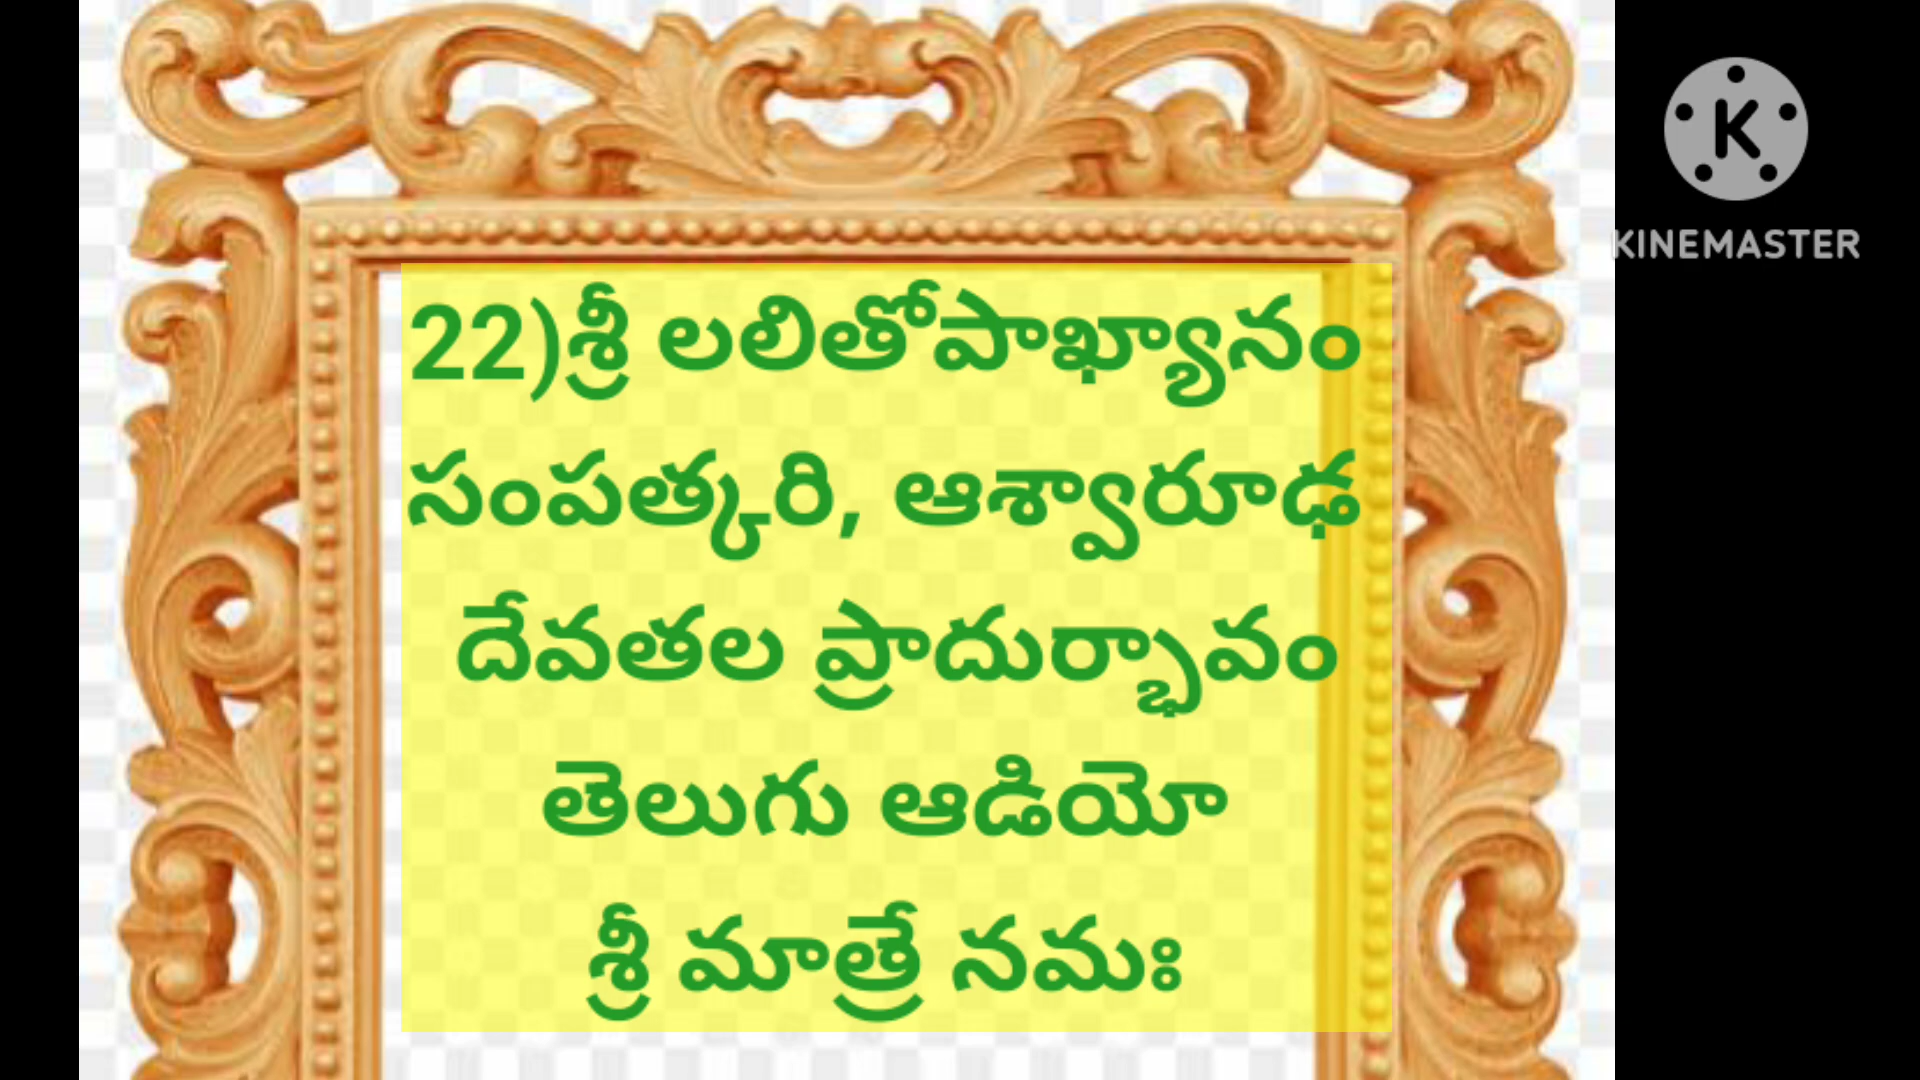 22)శ్రీ లలితోపాఖ్యానం
సంపత్కరి, ఆశ్వారూఢ
దేవతల ప్రాదుర్భావం
తెలుగు ఆడియో
శ్రీ మాత్రే నమః
K
KINEMASTER